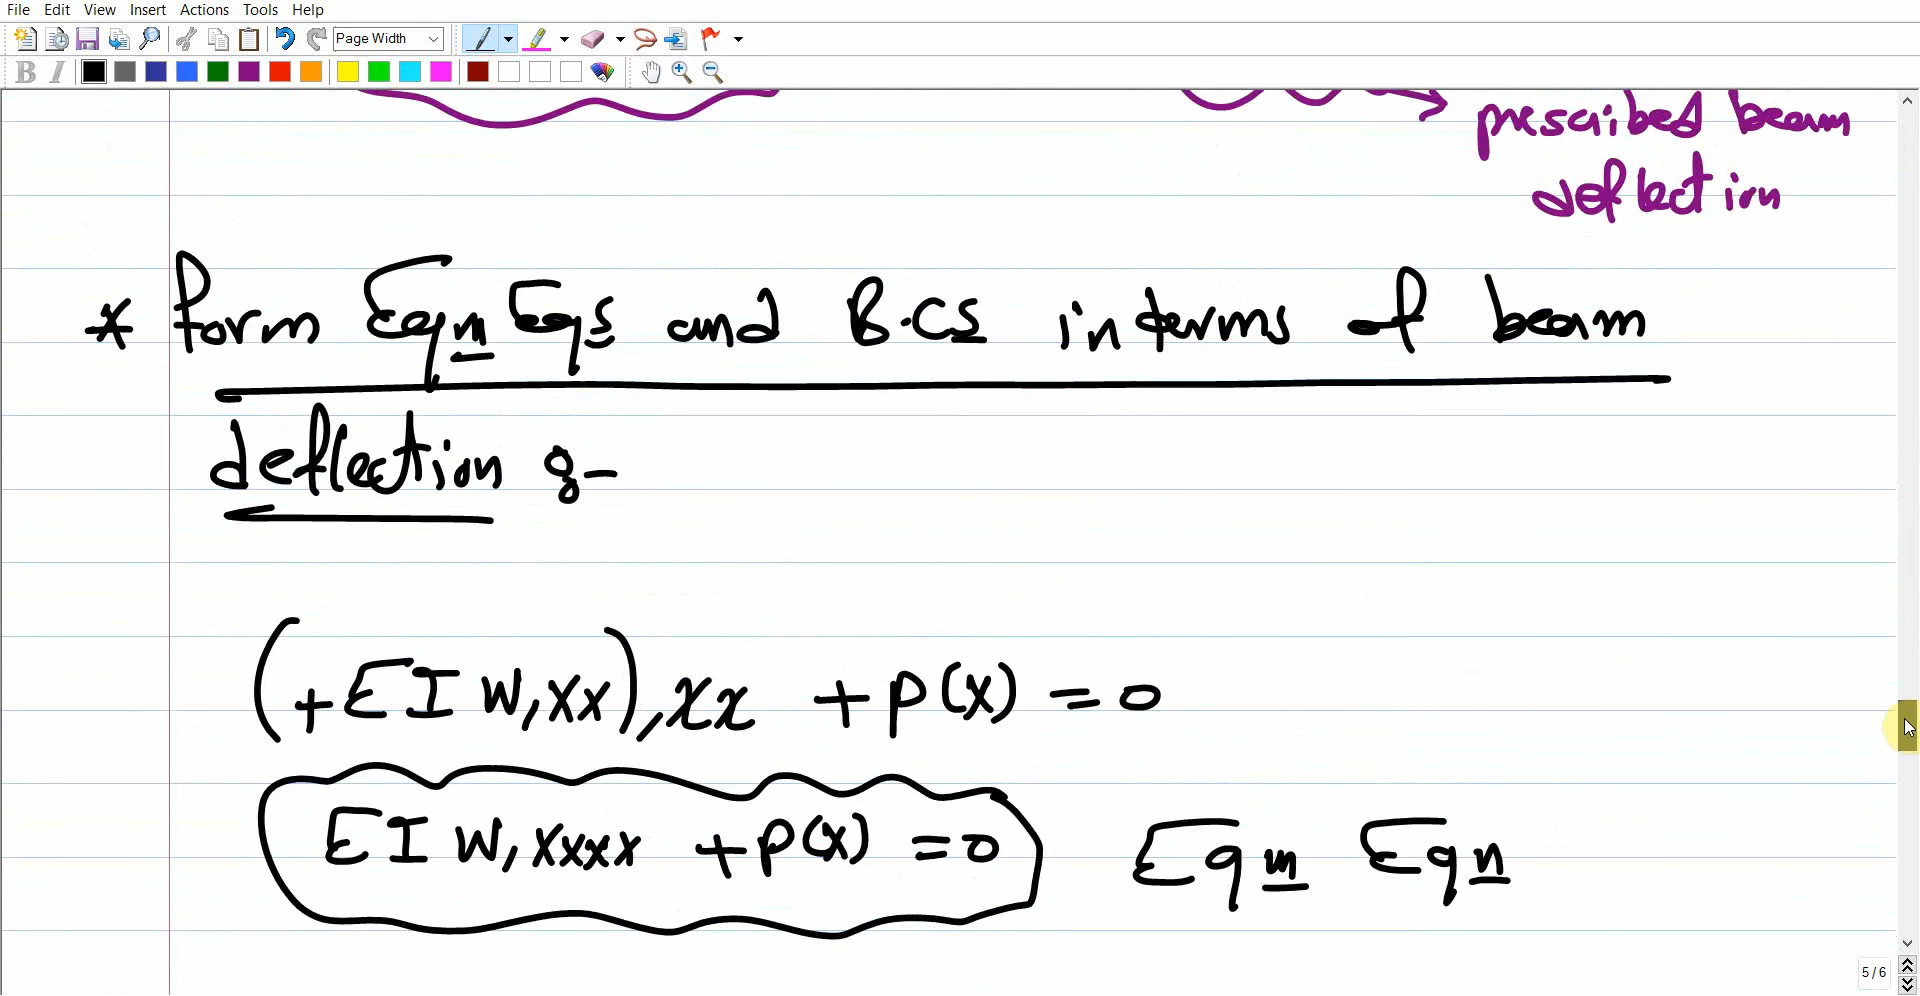 File Edit View Insert Actions Tools Help
Page Width
B I
prescribed beam
deflection
* form Eqm Eqs and B.CS in terms of beam
deflection :-
(+EI W,xx),xx + P(x) = 0
EI W,xxxx + P(x) = 0 Eqm Eqn
5 / 6